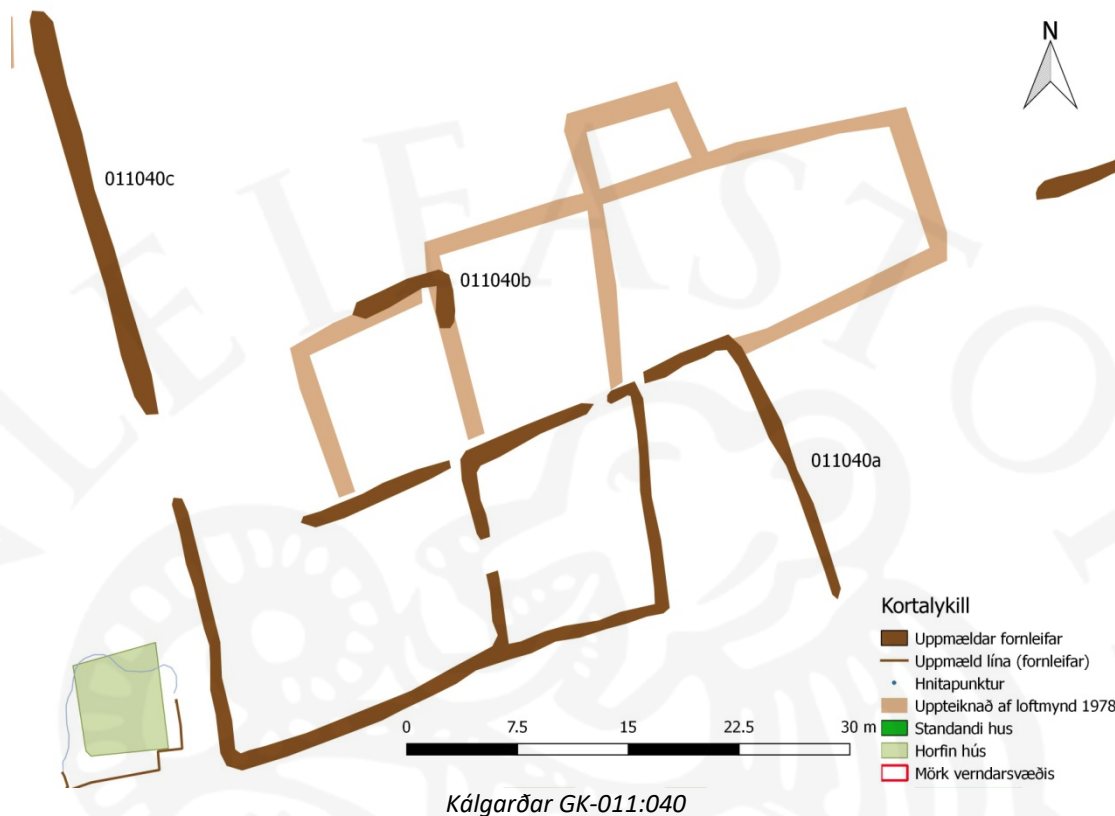 N
011040c
011040b
011040a
Kortalykill
Uppmældar fornleifar
Uppmæld lína (fornleifar)
Hnitapunktur
Uppteiknað af loftmynd 1978
Standandi hus
Horfin hús
Mörk verndarsvæðis
0 7.5 15 22.5 30 m
Kálgarðar GK-011:040